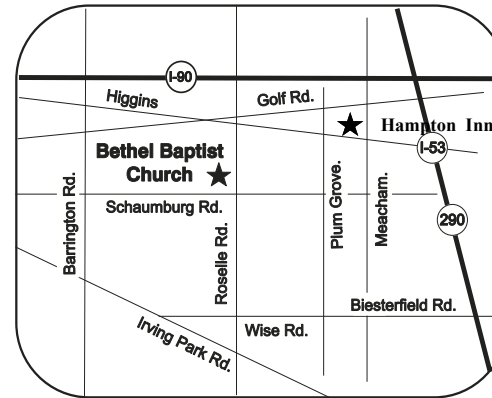 I-90
Higgins
Golf Rd.
Hampton Inn
I-53
Bethel Baptist
Church
Schaumburg Rd.
Barrington Rd.
Roselle Rd.
Plum Grove.
Meacham.
290
Biesterfield Rd.
Wise Rd.
Irving Park Rd.